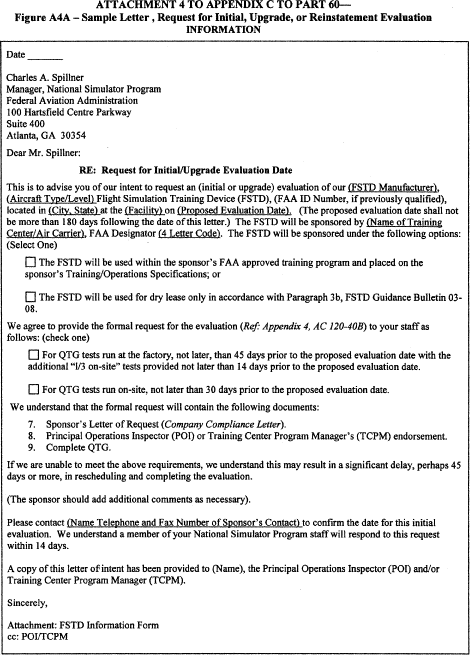 ATTACHMENT 4 TO APPENDIX C TO PART 60—
Figure A4A – Sample Letter , Request for Initial, Upgrade, or Reinstatement Evaluation
INFORMATION
Date _______
Charles A. Spillner
Manager, National Simulator Program
Federal Aviation Administration
100 Hartsfield Centre Parkway
Suite 400
Atlanta, GA 30354
Dear Mr. Spillner:
RE: Request for Initial/Upgrade Evaluation Date
This is to advise you of our intent to request an (initial or upgrade) evaluation of our (FSTD Manufacturer),
(Aircraft Type/Level) Flight Simulation Training Device (FSTD), (FAA ID Number, if previously qualified),
located in (City, State) at the (Facility) on (Proposed Evaluation Date). (The proposed evaluation date shall not
be more than 180 days following the date of this letter.) The FSTD will be sponsored by (Name of Training
Center/Air Carrier), FAA Designator (4 Letter Code). The FSTD will be sponsored under the following options:
(Select One)
☐ The FSTD will be used within the sponsor's FAA approved training program and placed on the
sponsor's Training/Operations Specifications; or
☐ The FSTD will be used for dry lease only in accordance with Paragraph 3b, FSTD Guidance Bulletin 03-
08.
We agree to provide the formal request for the evaluation (Ref: Appendix 4, AC 120-40B) to your staff as
follows: (check one)
☐ For QTG tests run at the factory, not later, than 45 days prior to the proposed evaluation date with the
additional "1/3 on-site" tests provided not later than 14 days prior to the proposed evaluation date.
☐ For QTG tests run on-site, not later than 30 days prior to the proposed evaluation date.
We understand that the formal request will contain the following documents:
7. Sponsor's Letter of Request (Company Compliance Letter).
8. Principal Operations Inspector (POI) or Training Center Program Manager's (TCPM) endorsement.
9. Complete QTG.
If we are unable to meet the above requirements, we understand this may result in a significant delay, perhaps 45
days or more, in rescheduling and completing the evaluation.
(The sponsor should add additional comments as necessary).
Please contact (Name Telephone and Fax Number of Sponsor's Contact) to confirm the date for this initial
evaluation. We understand a member of your National Simulator Program staff will respond to this request
within 14 days.
A copy of this letter of intent has been provided to (Name), the Principal Operations Inspector (POI) and/or
Training Center Program Manager (TCPM).
Sincerely,
Attachment: FSTD Information Form
cc: POI/TCPM